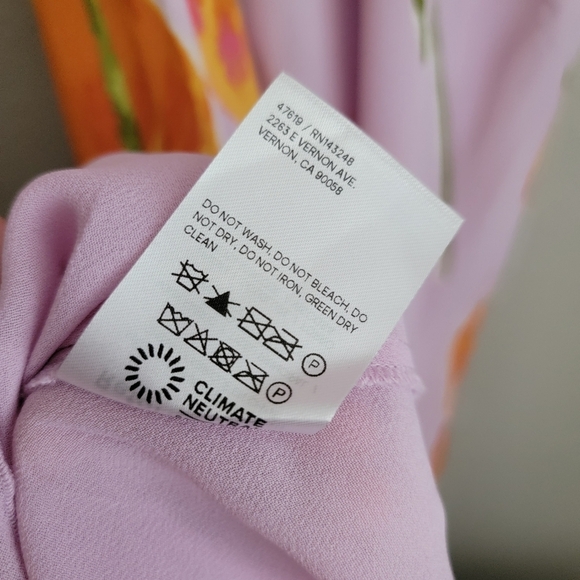 47619 / RN143248
2263 E VERNON AVE.
VERNON, CA 90058
DO NOT WASH, DO NOT BLEACH, DO
NOT DRY, DO NOT IRON, GREEN DRY
CLEAN
P
P
CLIMATE
NEUTR